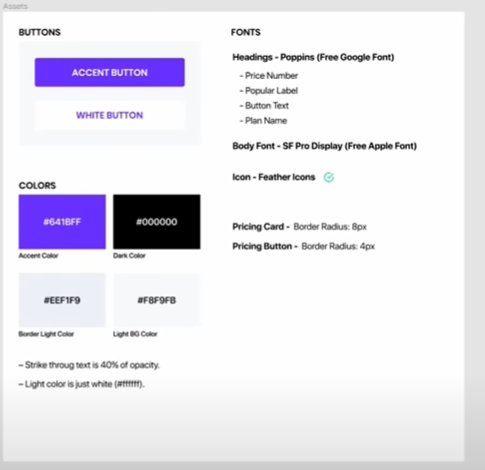 Assets
BUTTONS
ACCENT BUTTON
WHITE BUTTON
COLORS
#641BFF
Accent Color
#000000
Dark Color
#EEF1F9
Border Light Color
#F8F9FB
Light BG Color
– Strike throug text is 40% of opacity.
– Light color is just white (#ffffff).
FONTS
Headings - Poppins (Free Google Font)
- Price Number
- Popular Label
- Button Text
- Plan Name
Body Font - SF Pro Display (Free Apple Font)
Icon - Feather Icons
Pricing Card - Border Radius: 8px
Pricing Button - Border Radius: 4px